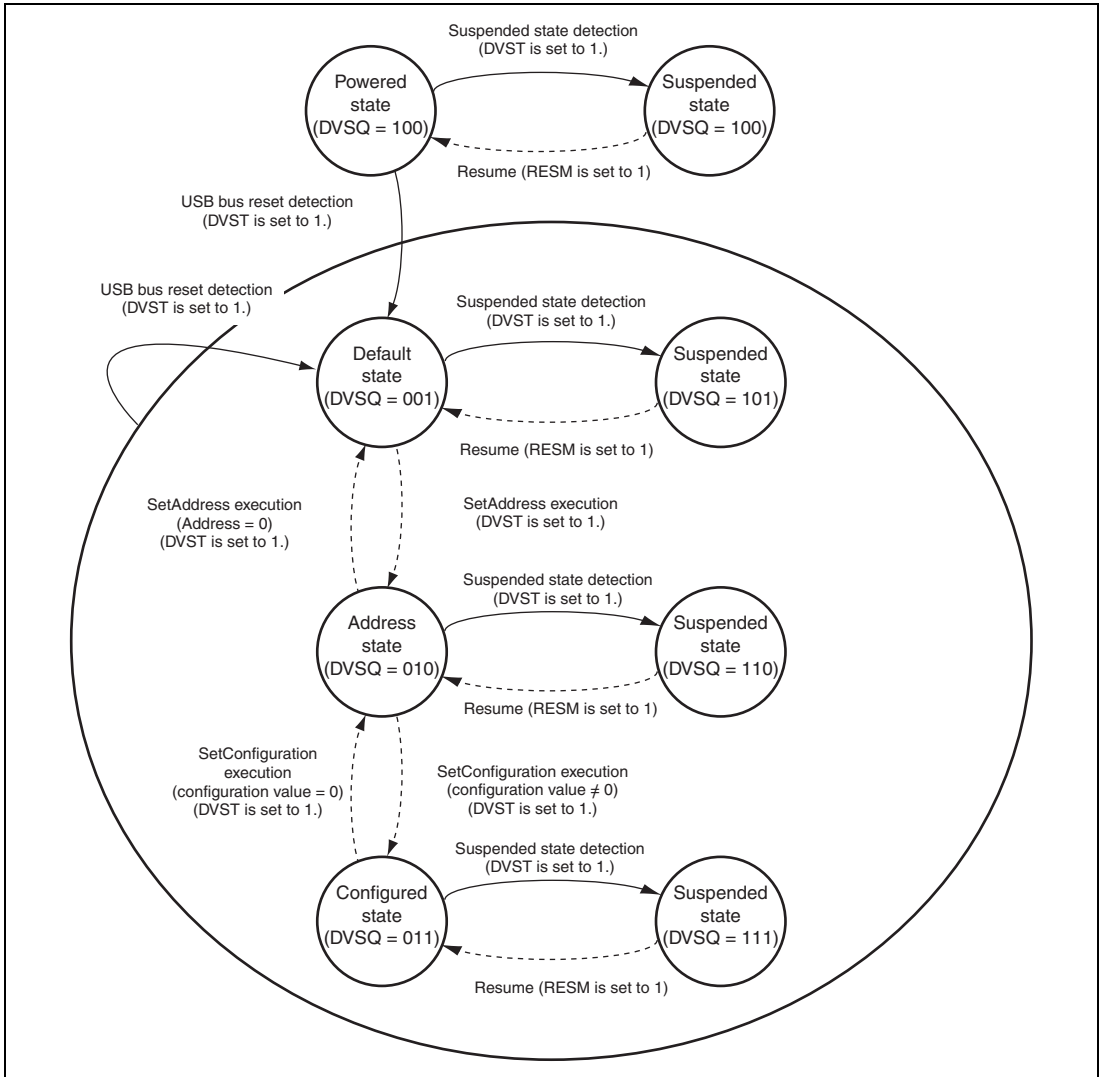 Suspended state detection
(DVST is set to 1.)
Powered
state
(DVSQ = 100)
Suspended
state
(DVSQ = 100)
Resume (RESM is set to 1)
USB bus reset detection
(DVST is set to 1.)
USB bus reset detection
(DVST is set to 1.)
Suspended state detection
(DVST is set to 1.)
Default
state
(DVSQ = 001)
Suspended
state
(DVSQ = 101)
Resume (RESM is set to 1)
SetAddress execution
(Address = 0)
(DVST is set to 1.)
SetAddress execution
(DVST is set to 1.)
Suspended state detection
(DVST is set to 1.)
Address
state
(DVSQ = 010)
Suspended
state
(DVSQ = 110)
Resume (RESM is set to 1)
SetConfiguration
execution
(configuration value = 0)
(DVST is set to 1.)
SetConfiguration execution
(configuration value ≠ 0)
(DVST is set to 1.)
Suspended state detection
(DVST is set to 1.)
Configured
state
(DVSQ = 011)
Suspended
state
(DVSQ = 111)
Resume (RESM is set to 1)